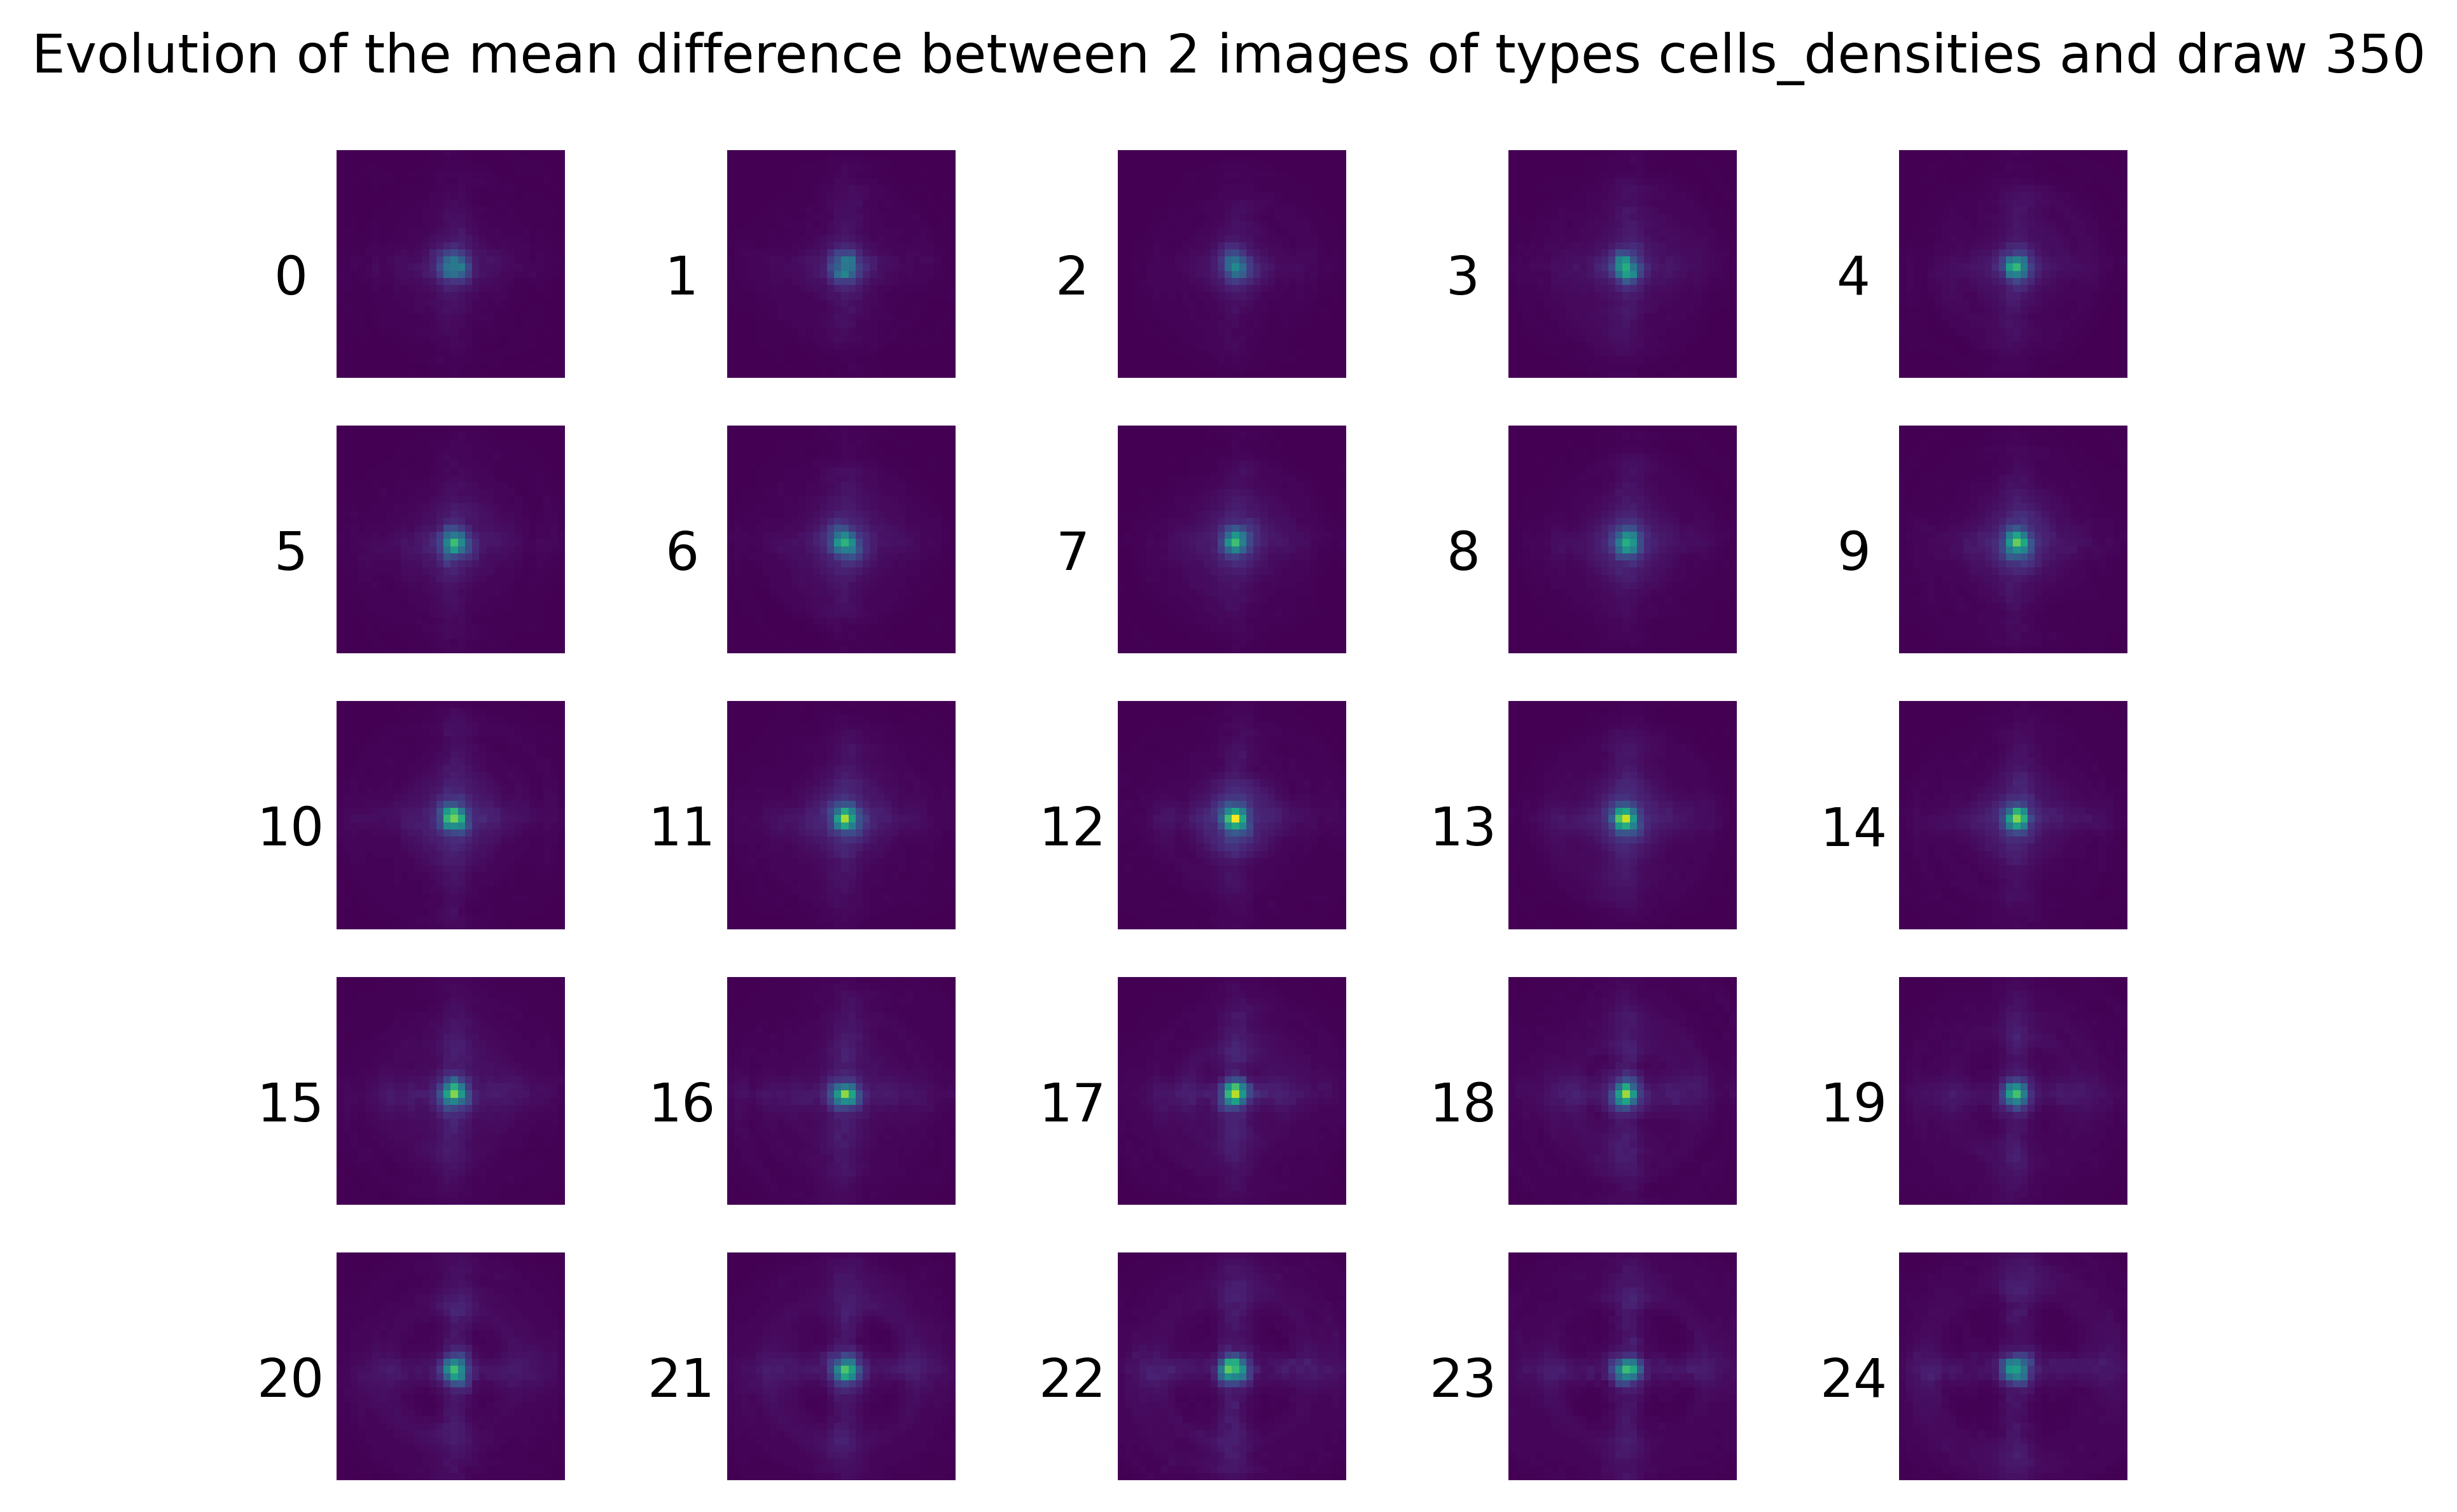 Evolution of the mean difference between 2 images of types cells_densities and draw 350
0 1 2 3 4
5 6 7 8 9
10 11 12 13 14
15 16 17 18 19
20 21 22 23 24